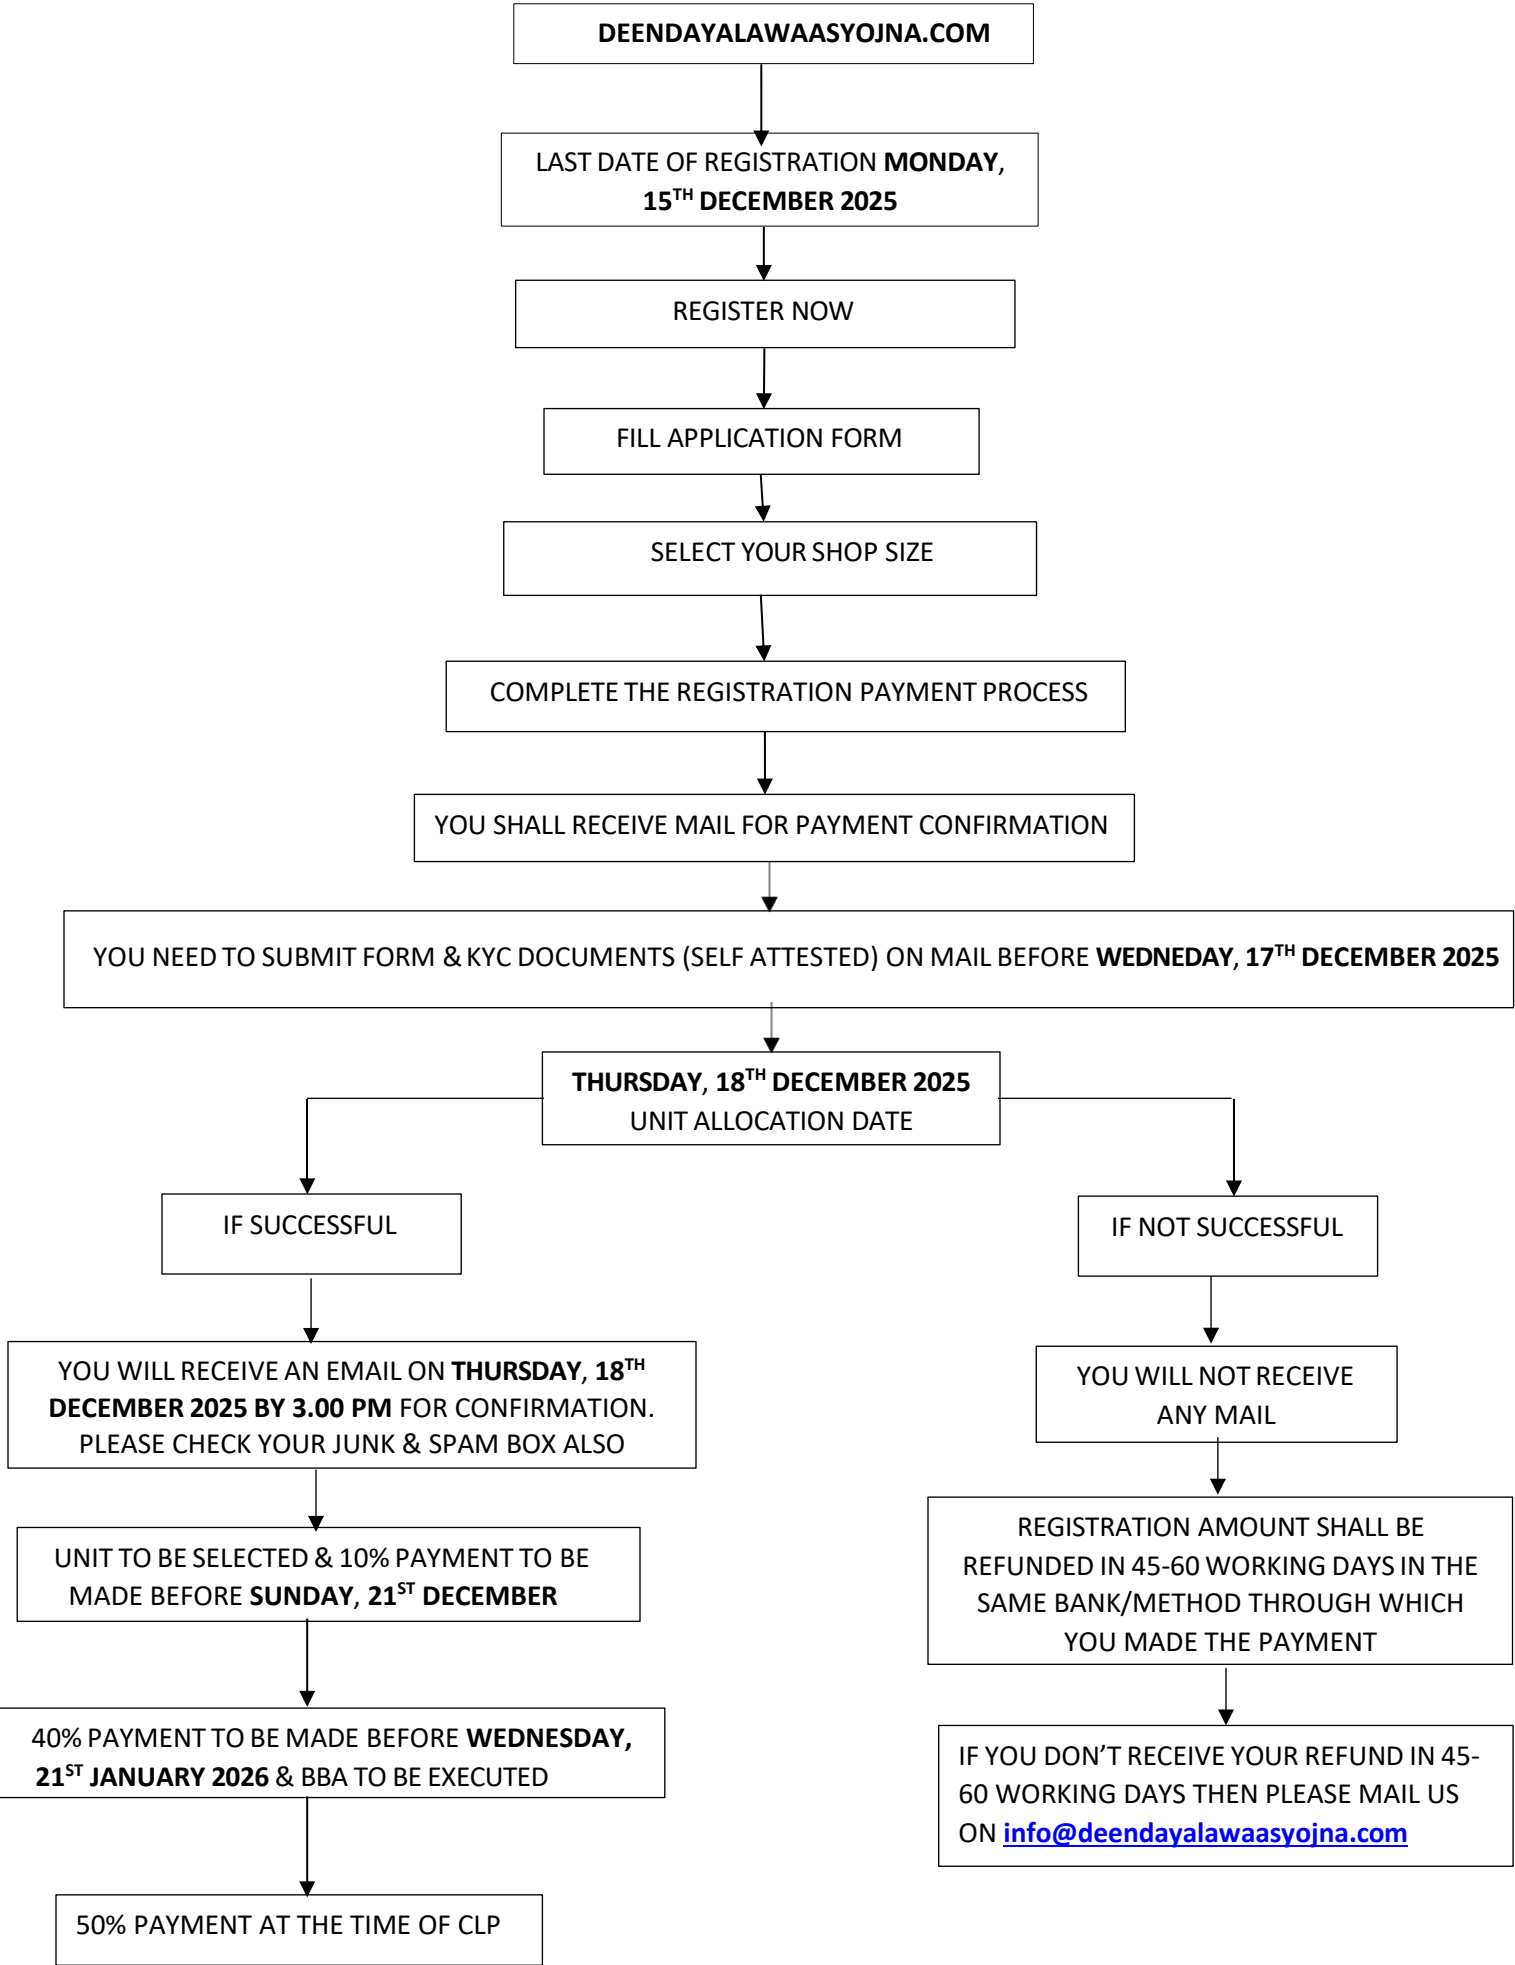 DEENDAYALAWAASYOJNA.COM
LAST DATE OF REGISTRATION MONDAY,
15TH DECEMBER 2025
REGISTER NOW
FILL APPLICATION FORM
SELECT YOUR SHOP SIZE
COMPLETE THE REGISTRATION PAYMENT PROCESS
YOU SHALL RECEIVE MAIL FOR PAYMENT CONFIRMATION
YOU NEED TO SUBMIT FORM & KYC DOCUMENTS (SELF ATTESTED) ON MAIL BEFORE WEDNEDAY, 17TH DECEMBER 2025
THURSDAY, 18TH DECEMBER 2025
UNIT ALLOCATION DATE
IF SUCCESSFUL
YOU WILL RECEIVE AN EMAIL ON THURSDAY, 18TH
DECEMBER 2025 BY 3.00 PM FOR CONFIRMATION.
PLEASE CHECK YOUR JUNK & SPAM BOX ALSO
UNIT TO BE SELECTED & 10% PAYMENT TO BE
MADE BEFORE SUNDAY, 21ST DECEMBER
40% PAYMENT TO BE MADE BEFORE WEDNESDAY,
21ST JANUARY 2026 & BBA TO BE EXECUTED
50% PAYMENT AT THE TIME OF CLP
IF NOT SUCCESSFUL
YOU WILL NOT RECEIVE
ANY MAIL
REGISTRATION AMOUNT SHALL BE
REFUNDED IN 45-60 WORKING DAYS IN THE
SAME BANK/METHOD THROUGH WHICH
YOU MADE THE PAYMENT
IF YOU DON’T RECEIVE YOUR REFUND IN 45-
60 WORKING DAYS THEN PLEASE MAIL US
ON info@deendayalawaasyojna.com